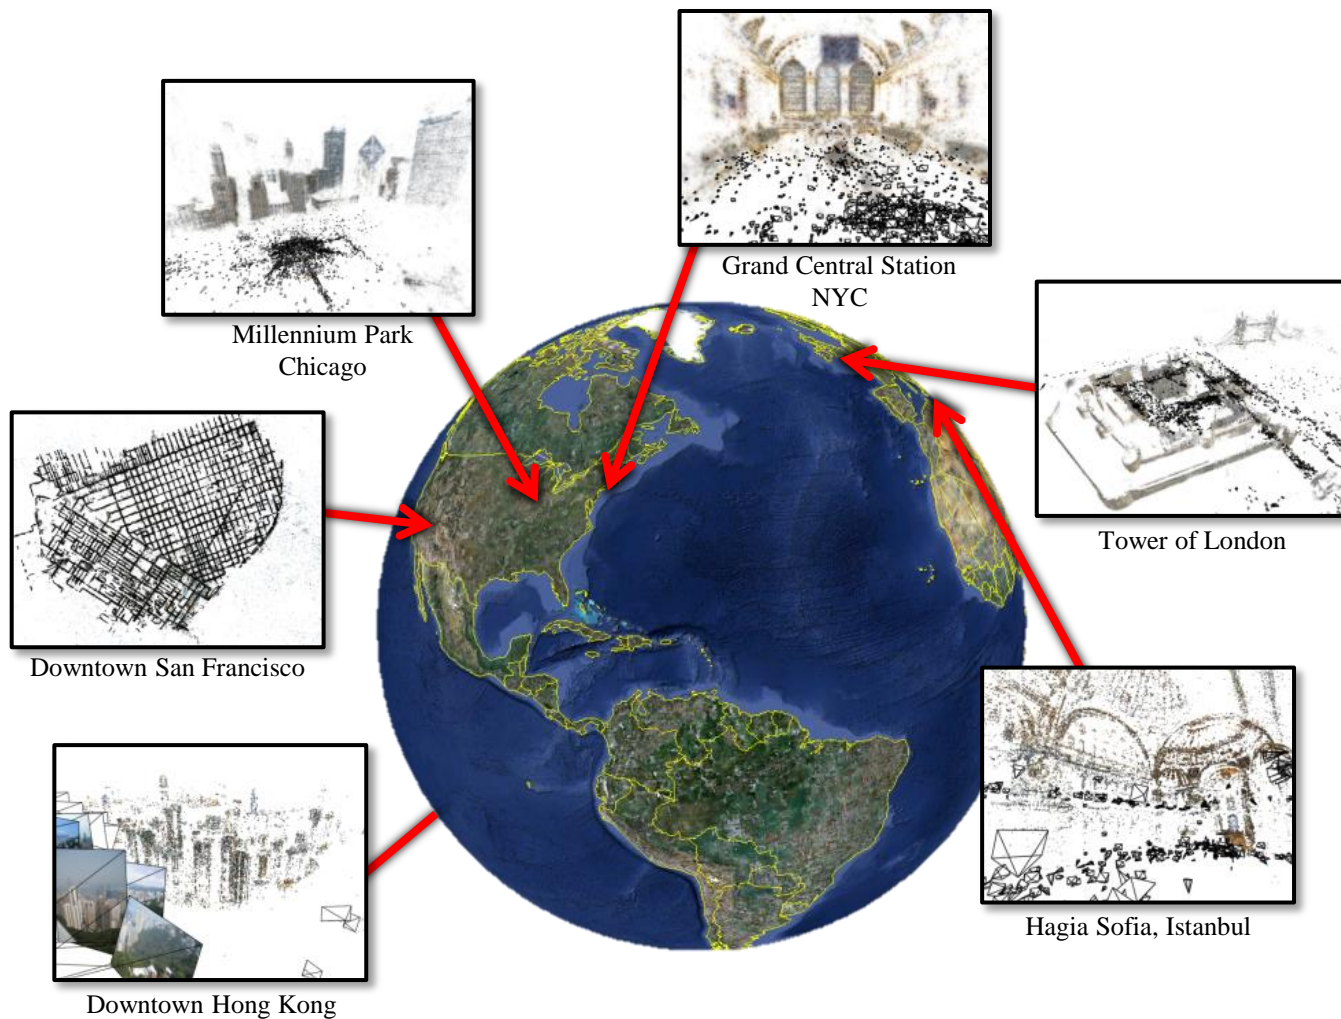 Grand Central Station
NYC
Millennium Park
Chicago
Tower of London
Downtown San Francisco
Hagia Sofia, Istanbul
Downtown Hong Kong